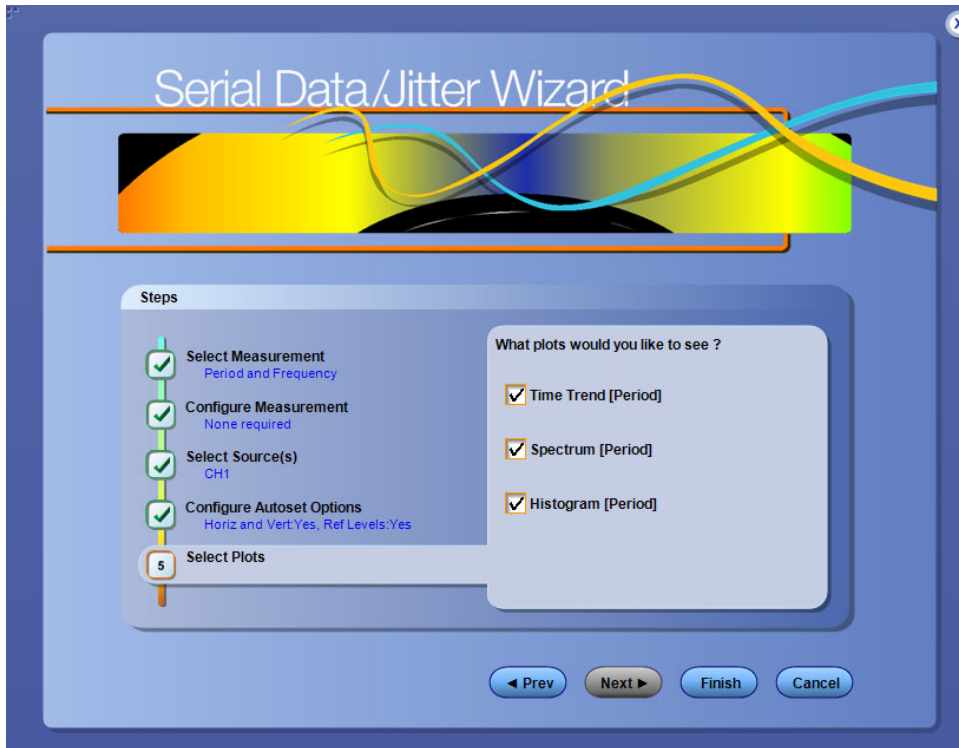 Serial Data/Jitter Wizard
Steps
Select Measurement
Period and Frequency
Configure Measurement
None required
Select Source(s)
CH1
Configure Autoset Options
Horiz and Vert:Yes, Ref Levels:Yes
5
Select Plots
What plots would you like to see ?
Time Trend [Period]
Spectrum [Period]
Histogram [Period]
◄ Prev
Next ►
Finish
Cancel